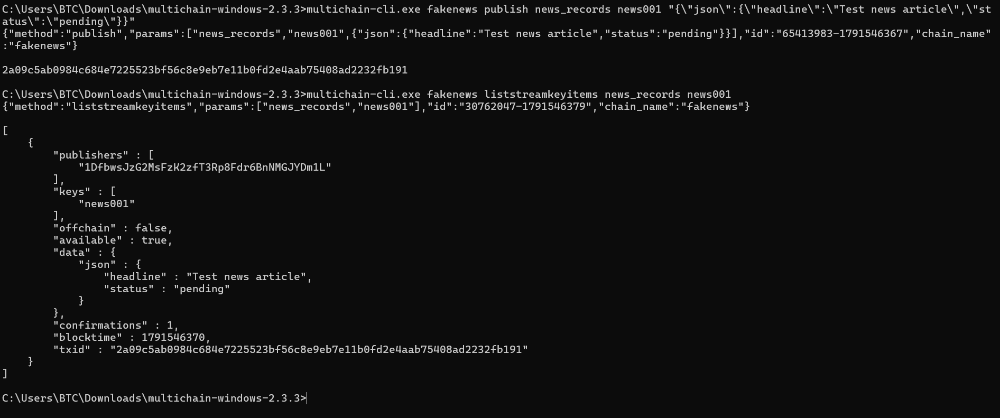 C:\Users\BTC\Downloads\multichain-windows-2.3.3>multichain-cli.exe fakenews publish news_records news001 "{\"json\":{\"headline\":\"Test news article\",\"st
atus\":\"pending\"}}"
{"method":"publish","params":["news_records","news001",{"json":{"headline":"Test news article","status":"pending"}}],"id":"65413983-1791546367","chain_name"
:"fakenews"}

2a09c5ab0984c684e7225523bf56c8e9eb7e11b0fd2e4aab75408ad2232fb191

C:\Users\BTC\Downloads\multichain-windows-2.3.3>multichain-cli.exe fakenews liststreamkeyitems news_records news001
{"method":"liststreamkeyitems","params":["news_records","news001"],"id":"30762047-1791546379","chain_name":"fakenews"}

[
    {
        "publishers" : [
            "1DfbwsJzG2MsFzK2zfT3Rp8Fdr6BnNMGJYDm1L"
        ],
        "keys" : [
            "news001"
        ],
        "offchain" : false,
        "available" : true,
        "data" : {
            "json" : {
                "headline" : "Test news article",
                "status" : "pending"
            }
        },
        "confirmations" : 1,
        "blocktime" : 1791546370,
        "txid" : "2a09c5ab0984c684e7225523bf56c8e9eb7e11b0fd2e4aab75408ad2232fb191"
    }
]

C:\Users\BTC\Downloads\multichain-windows-2.3.3>